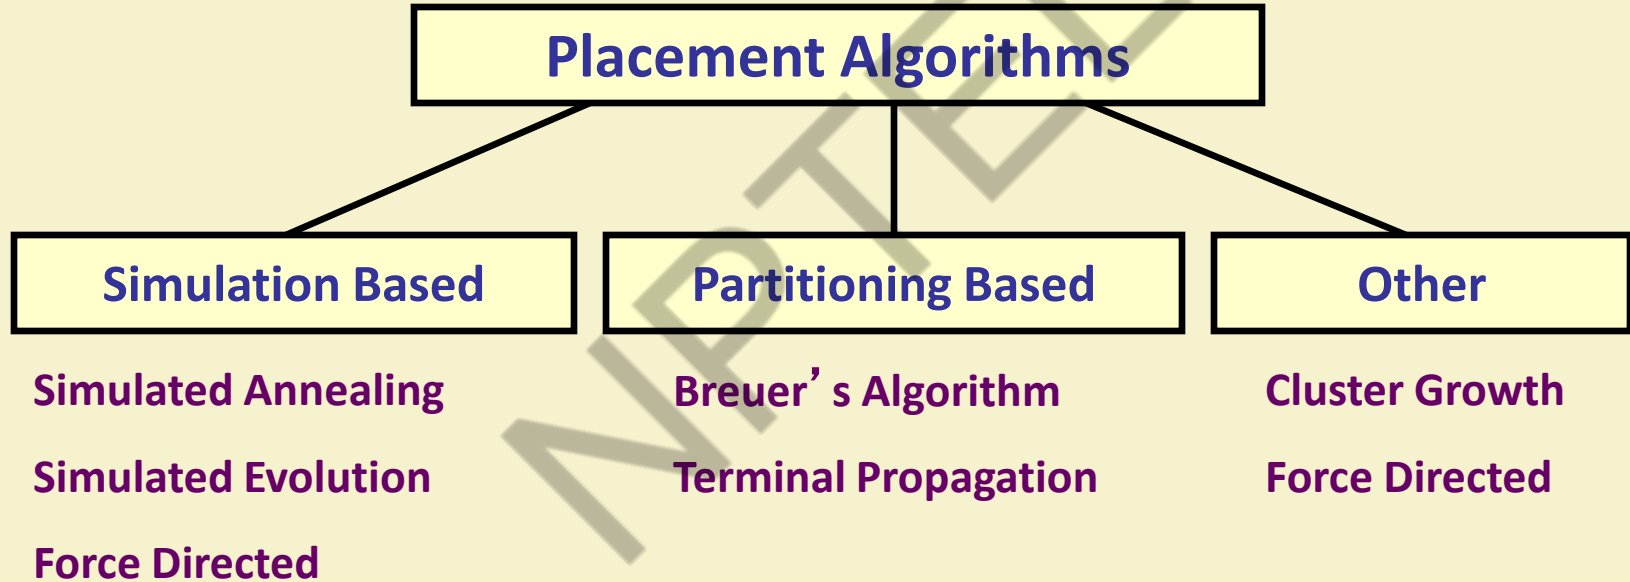 Placement Algorithms
Simulation Based
Partitioning Based
Other
Simulated Annealing
Breuer's Algorithm
Cluster Growth
Simulated Evolution
Terminal Propagation
Force Directed
Force Directed
NPTEL